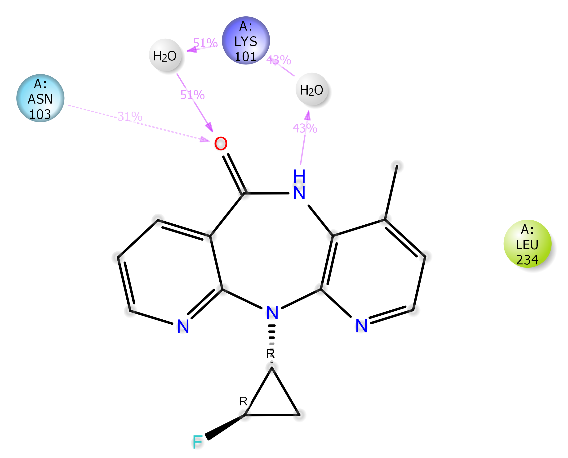 A:
LYS
101
H2O
51%
43%
H2O
A:
ASN
103
51%
31%
43%
O
H
N
A:
LEU
234
N
N
N
R
R
F